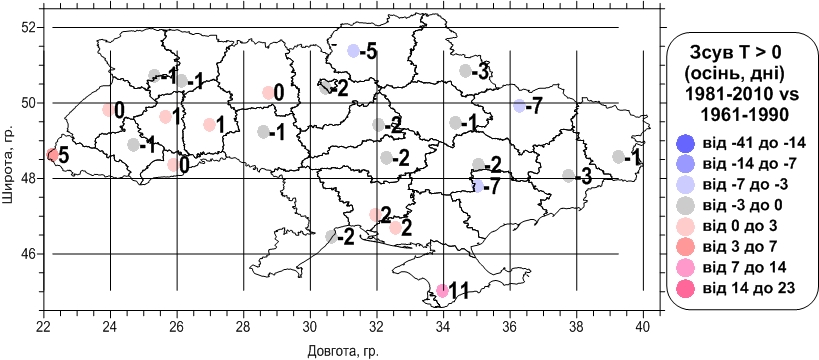 52
50
48
46
Широта, гр.
22 24 26 28 30 32 34 36 38 40
Довгота, гр.
-5
-3
-1
-1
-2
0
-7
0
1
1
-1
-2
-1
-1
5
-1
0
-2
-2
-3
-7
2
2
-2
11
Зсув T > 0
(осінь, дні)
1981-2010 vs
1961-1990
від -41 до -14
від -14 до -7
від -7 до -3
від -3 до 0
від 0 до 3
від 3 до 7
від 7 до 14
від 14 до 23